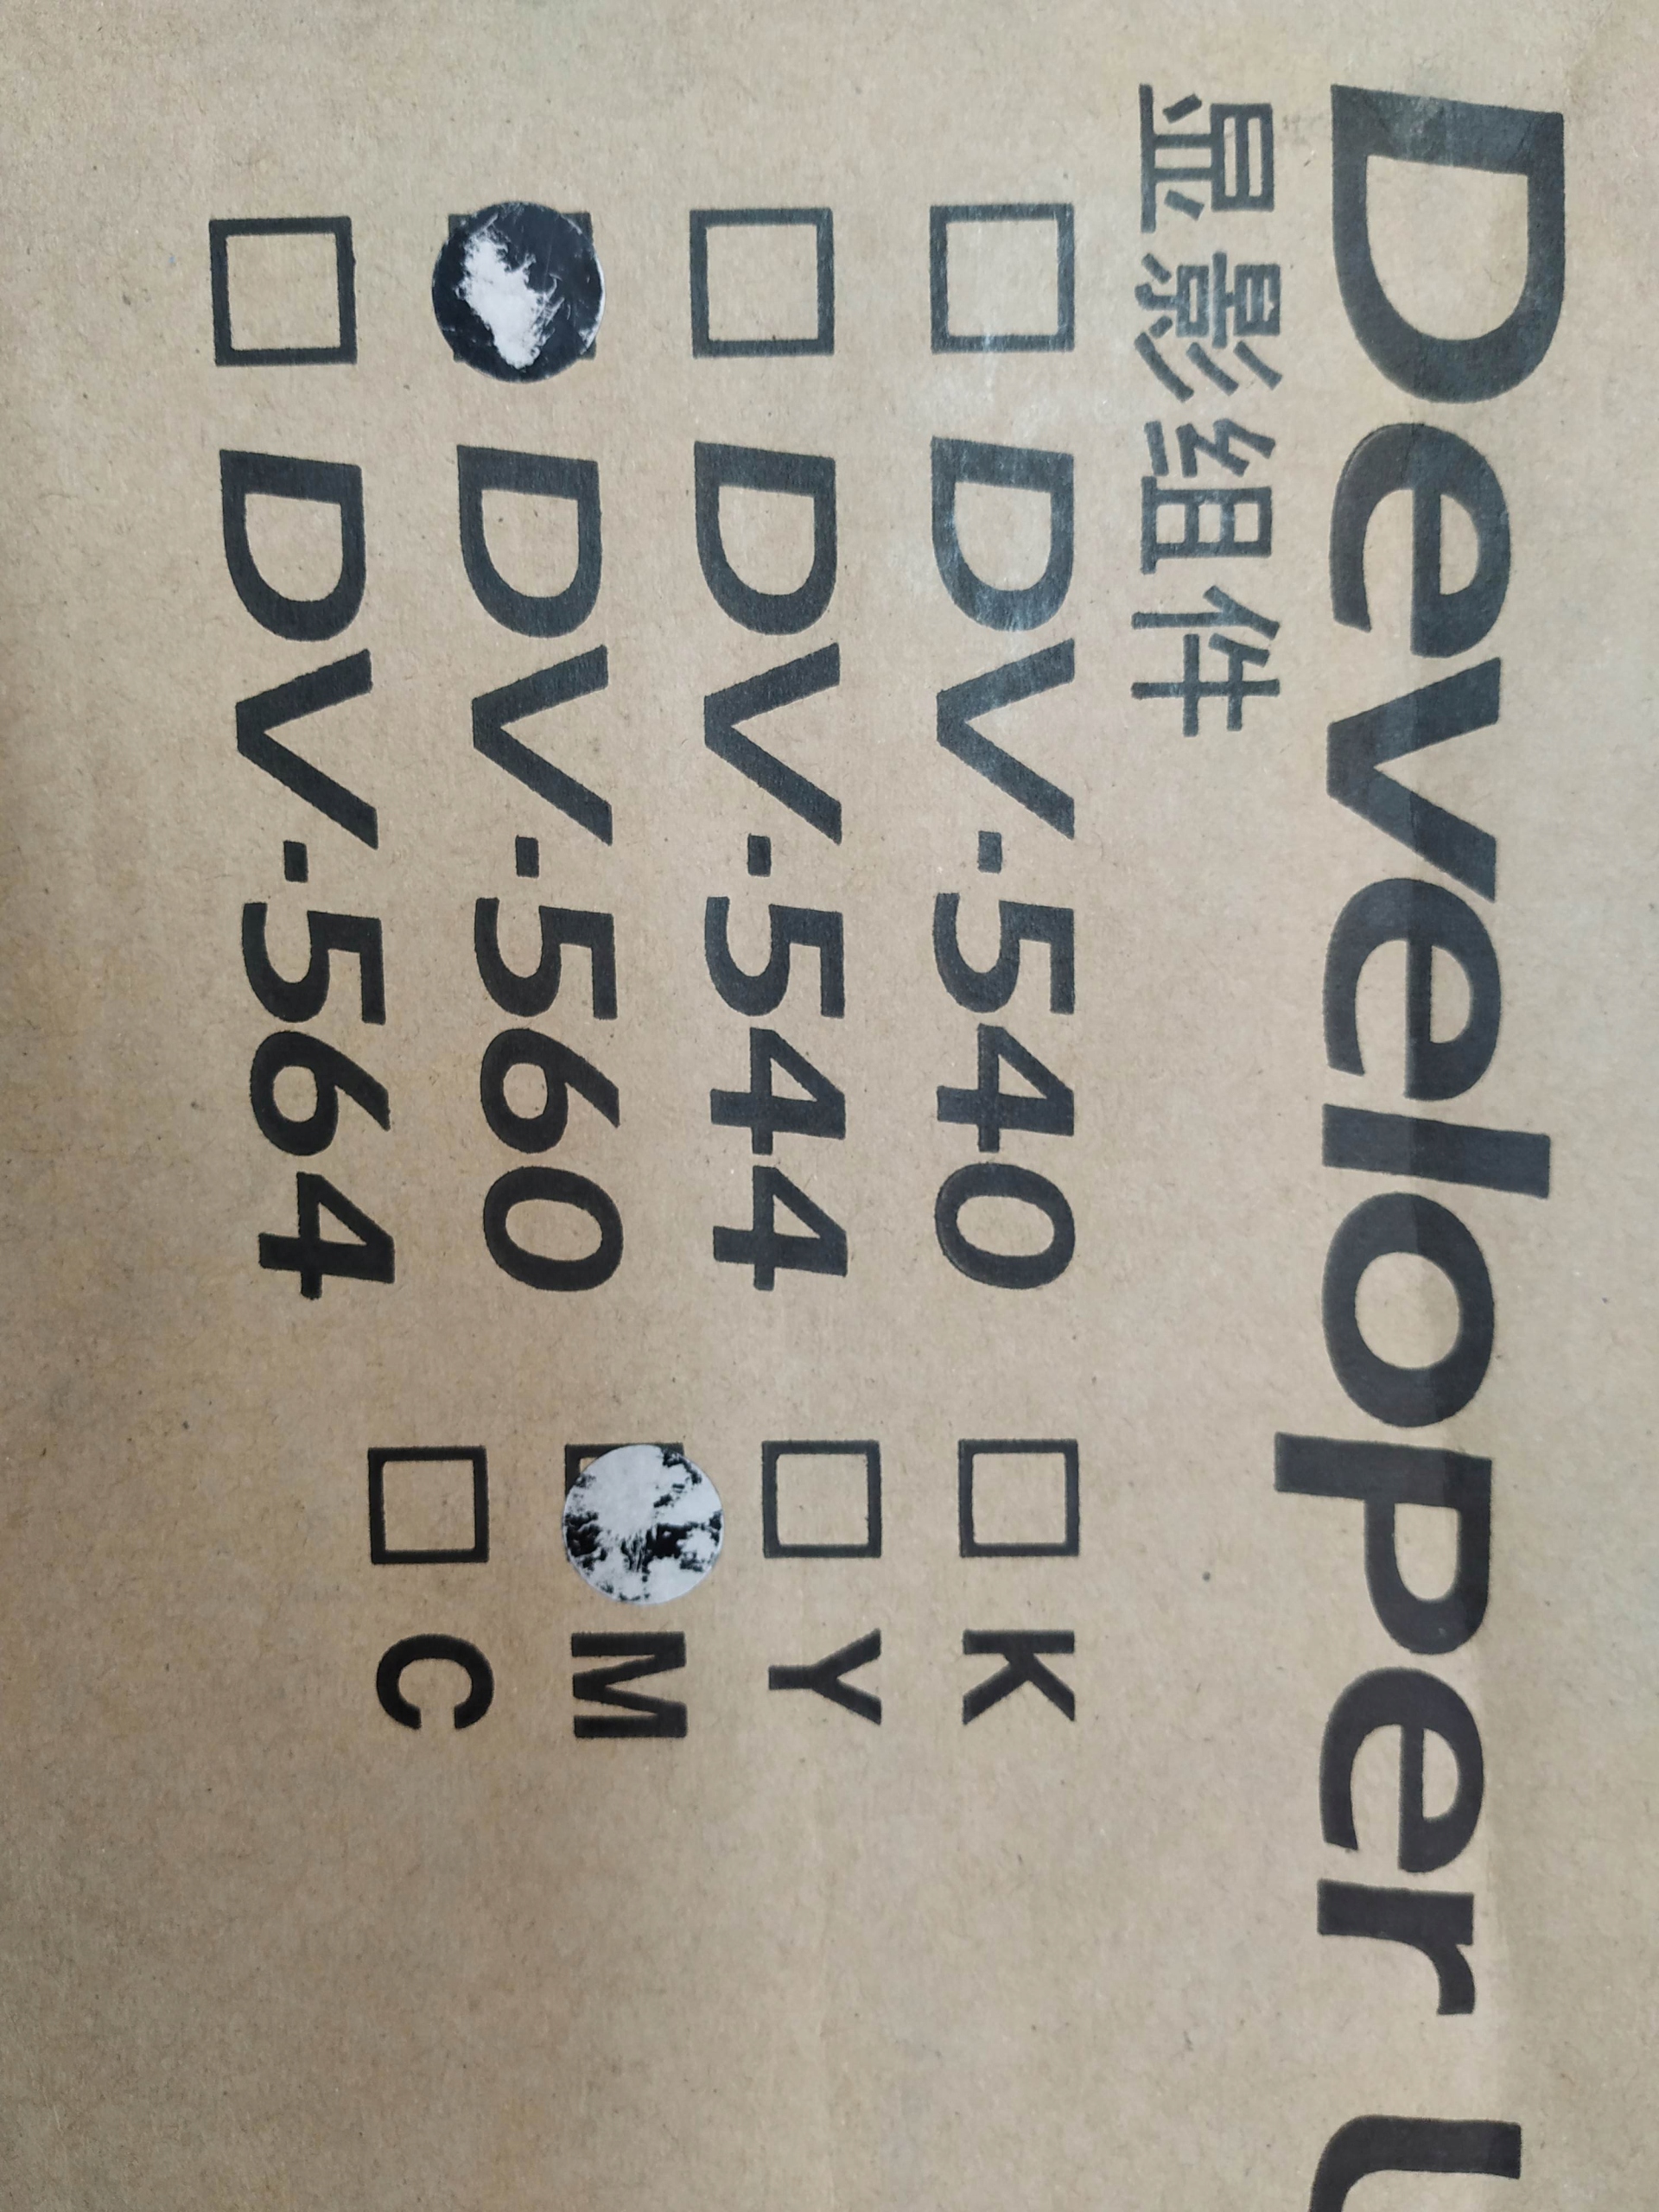 Developer U
显影组件
DV-540
DV-544
DV-560
DV-564
K
Y
M
C